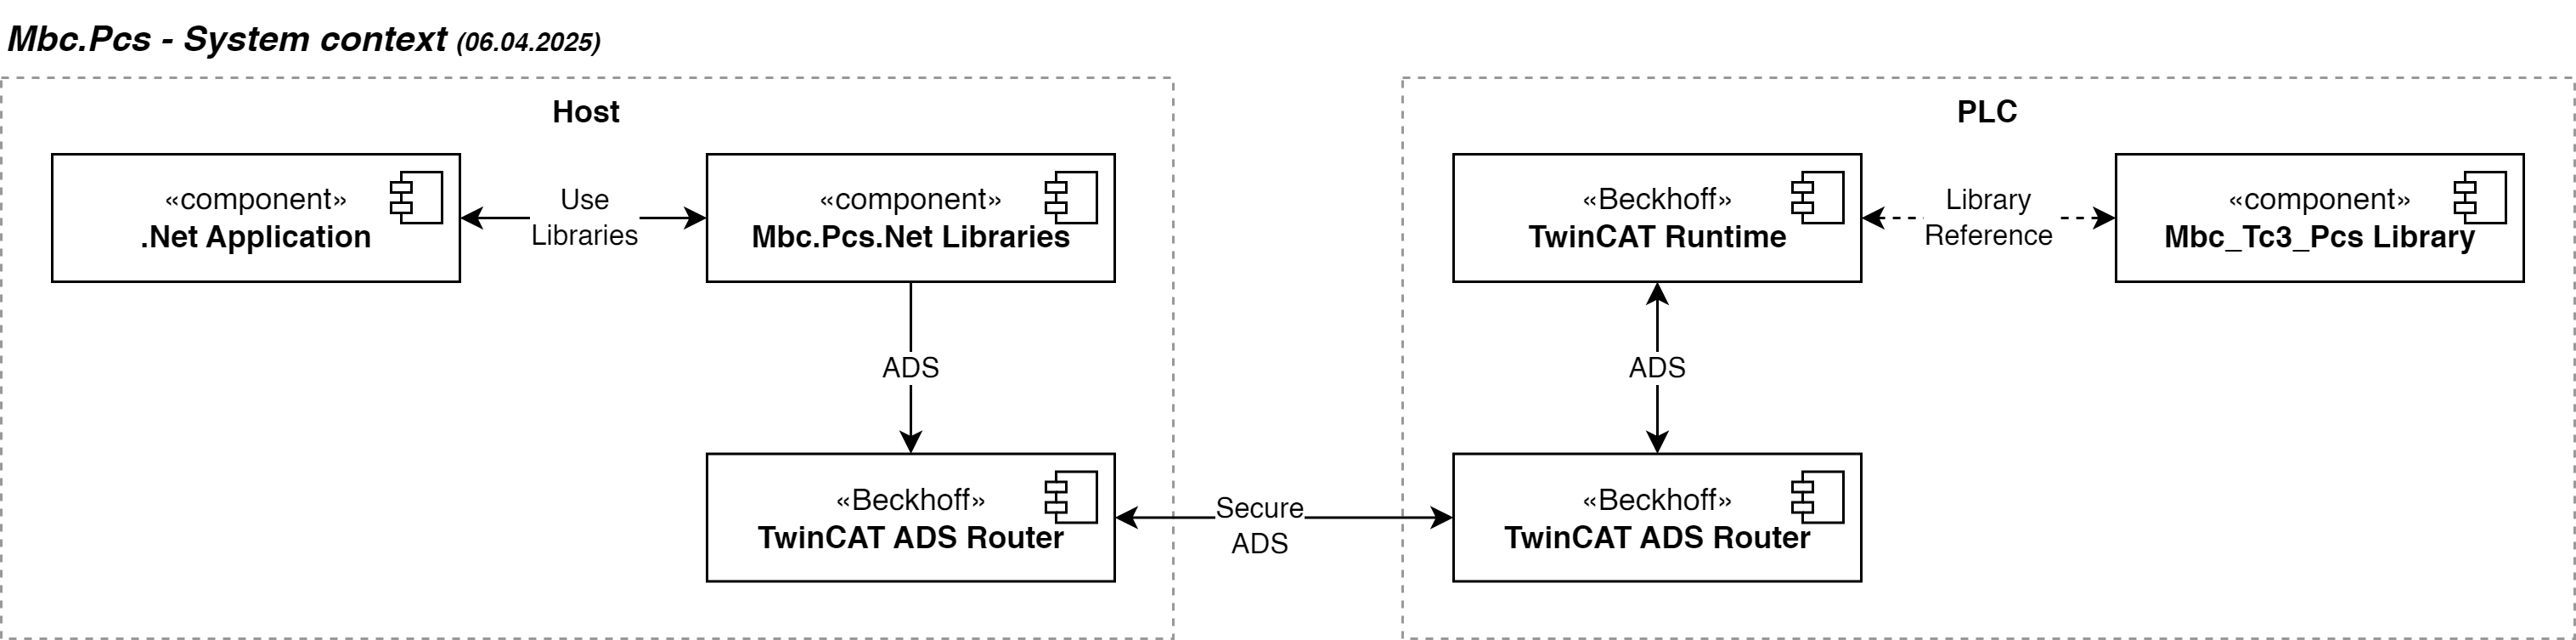 Mbc.Pcs - System context (06.04.2025)
Host
«component»
.Net Application
Use
Libraries
«component»
Mbc.Pcs.Net Libraries
ADS
«Beckhoff»
TwinCAT ADS Router
Secure
ADS
PLC
«Beckhoff»
TwinCAT Runtime
Library
Reference
«component»
Mbc_Tc3_Pcs Library
ADS
«Beckhoff»
TwinCAT ADS Router